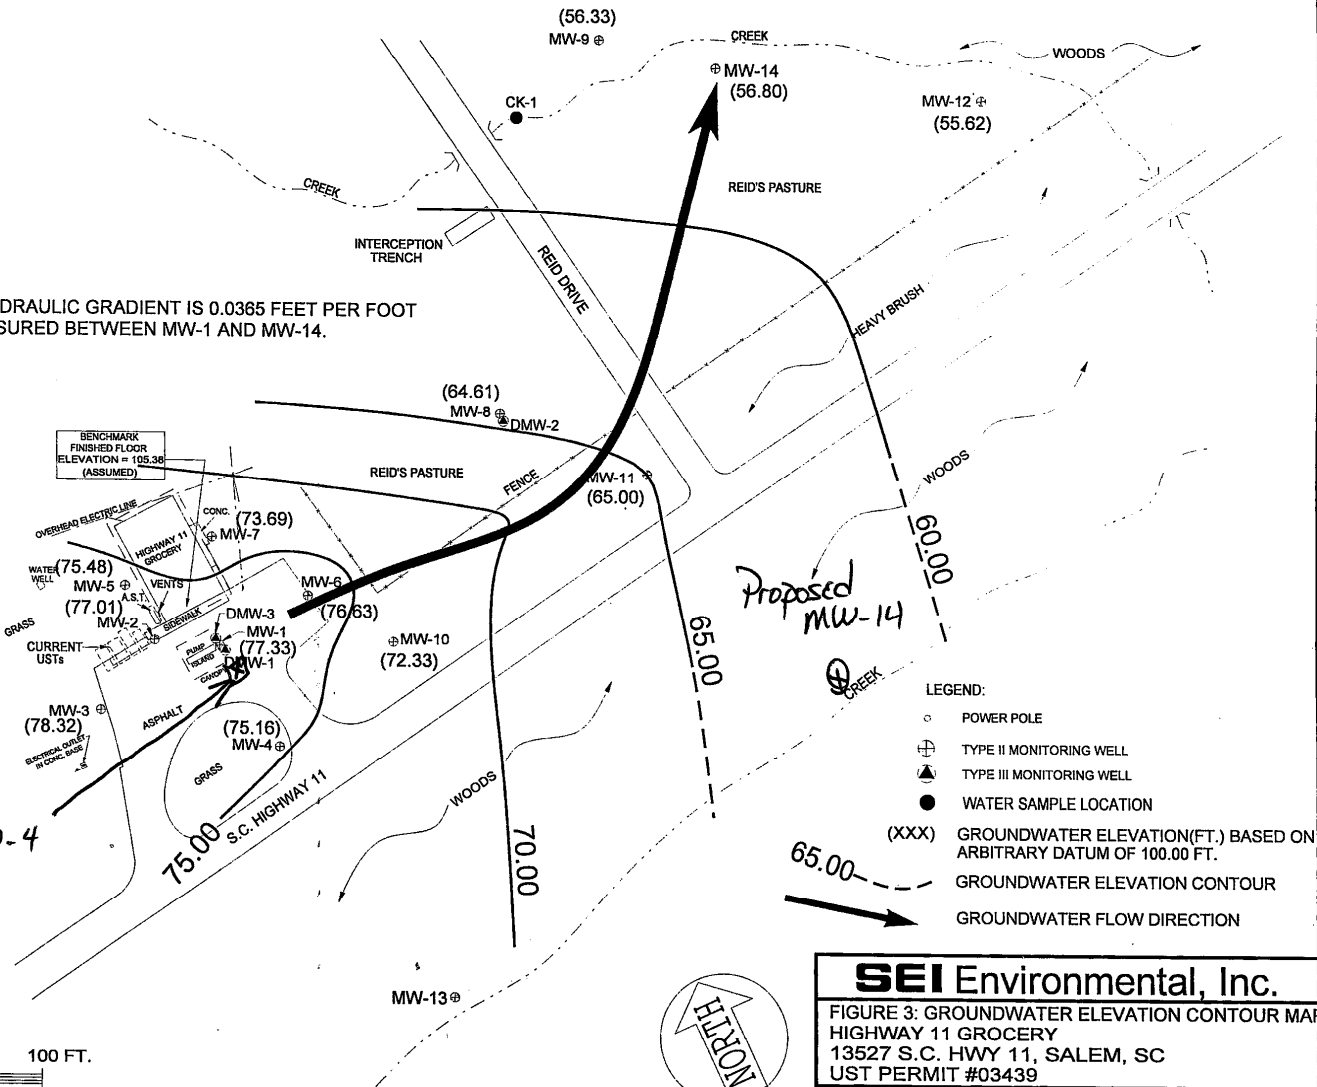 (56.33)
MW-9
CREEK
WOODS
MW-14
(56.80)
CK-1
MW-12
(55.62)
CREEK
REID'S PASTURE
INTERCEPTION
TRENCH
REID DRIVE
DRAULIC GRADIENT IS 0.0365 FEET PER FOOT
SURED BETWEEN MW-1 AND MW-14.
HEAVY BRUSH
(64.61)
MW-8
DMW-2
BENCHMARK
FINISHED FLOOR
ELEVATION = 105.38
(ASSUMED)
REID'S PASTURE
FENCE
MW-11
(65.00)
WOODS
OVERHEAD ELECTRIC LINE
CONC.
(73.69)
MW-7
HIGHWAY 11
GROCERY
60.00
WATER
WELL
(75.48)
MW-5
A.S.T.
VENTS
MW-6
(76.63)
Proposed
MW-14
(77.01)
MW-2
SIDEWALK
DMW-3
MW-1
(77.33)
DMW-1
GRASS
CURRENT
USTs
PUMP
ISLAND
CANOPY
MW-10
(72.33)
65.00
CREEK
MW-3
(78.32)
ASPHALT
ELECTRICAL OUTLET
IN CONC. BASE
(75.16)
MW-4
GRASS
WOODS
S.C. HIGHWAY 11
75.00
70.00
-4
LEGEND:
POWER POLE
TYPE II MONITORING WELL
TYPE III MONITORING WELL
WATER SAMPLE LOCATION
(XXX) GROUNDWATER ELEVATION(FT.) BASED ON
ARBITRARY DATUM OF 100.00 FT.
65.00 GROUNDWATER ELEVATION CONTOUR
GROUNDWATER FLOW DIRECTION
MW-13
NORTH
100 FT.
SEI Environmental, Inc.
FIGURE 3: GROUNDWATER ELEVATION CONTOUR MAP
HIGHWAY 11 GROCERY
13527 S.C. HWY 11, SALEM, SC
UST PERMIT #03439